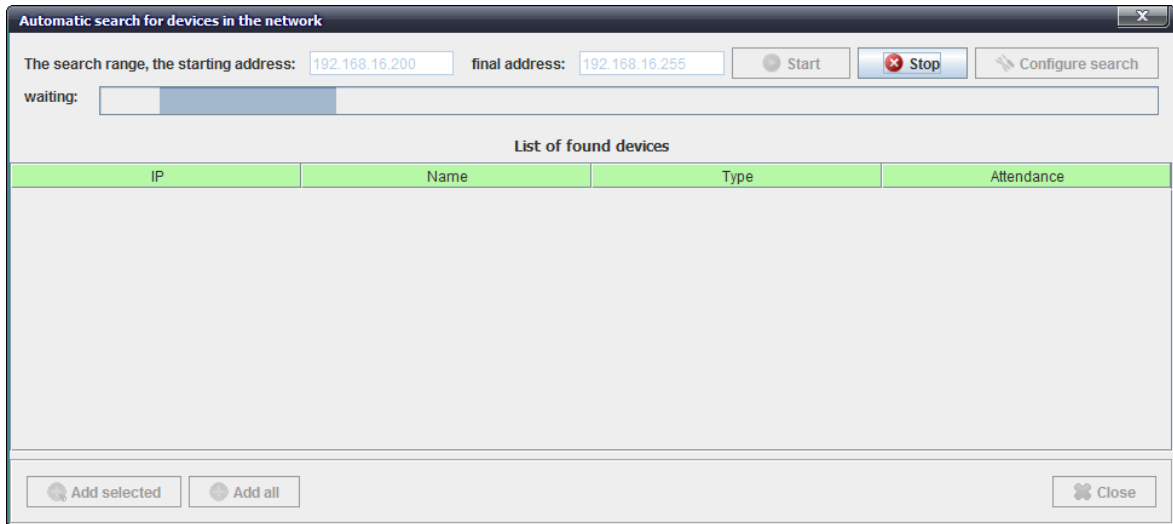 Automatic search for devices in the network
x
The search range, the starting address: 192.168.16.200 final address: 192.168.16.255 Start Stop Configure search
waiting:
List of found devices
IP Name Type Attendance
Add selected Add all Close